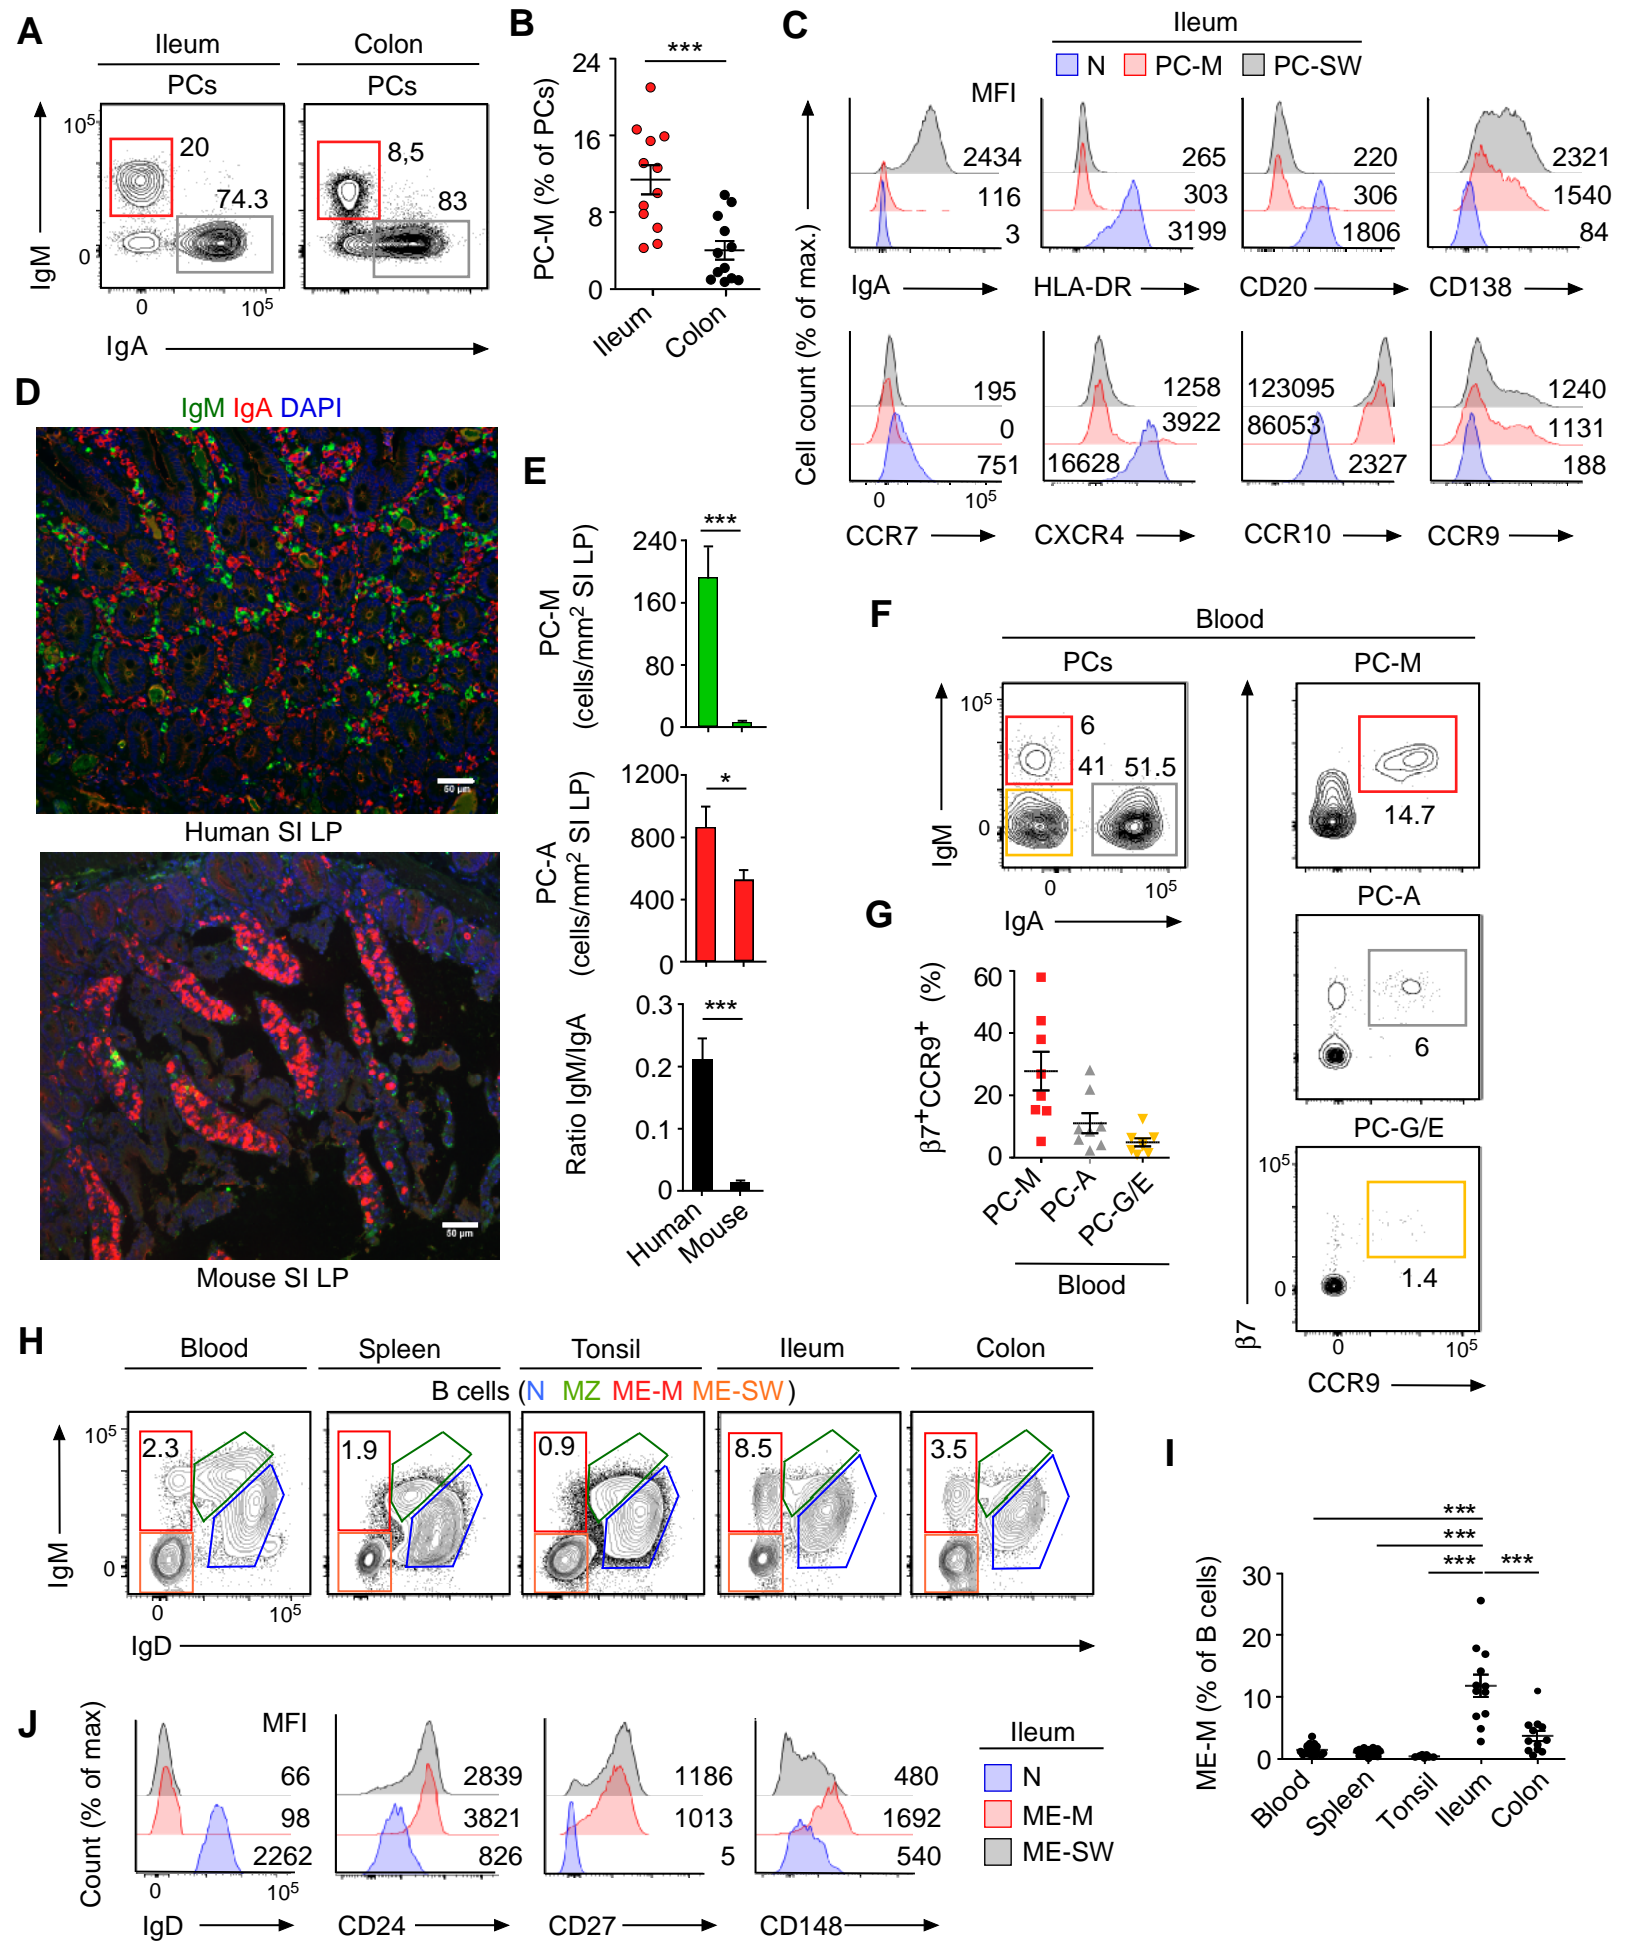 A
Ileum
Colon
PCs
PCs
10⁵
20
74.3
8,5
83
0
IgM
0
10⁵
IgA
B
***
24
16
8
0
PC-M (% of PCs)
Ileum
Colon
C
Ileum
N PC-M PC-SW
MFI
Cell count (% of max.)
2434
116
3
265
303
3199
220
306
1806
2321
1540
84
IgA
HLA-DR
CD20
CD138
195
0
751
1258
3922
16628
123095
86053
2327
1240
1131
188
0
10⁵
CCR7
CXCR4
CCR10
CCR9
D
IgM IgA DAPI
50 µm
Human SI LP
50 µm
Mouse SI LP
E
***
240
160
80
0
PC-M
(cells/mm² SI LP)
*
1200
800
400
0
PC-A
(cells/mm² SI LP)
***
0.3
0.2
0.1
0
Ratio IgM/IgA
Human
Mouse
F
Blood
PCs
10⁵
6
41
51.5
0
IgM
0
10⁵
IgA
PC-M
14.7
PC-A
6
PC-G/E
10⁵
1.4
0
β7
0
10⁵
CCR9
G
60
40
20
0
β7⁺CCR9⁺ (%)
PC-M
PC-A
PC-G/E
Blood
H
Blood
Spleen
Tonsil
Ileum
Colon
B cells (N MZ ME-M ME-SW)
10⁵
2.3
1.9
0.9
8.5
3.5
0
IgM
0
10⁵
IgD
I
***
***
***
***
30
20
10
0
ME-M (% of B cells)
Blood
Spleen
Tonsil
Ileum
Colon
J
Count (% of max)
MFI
66
98
2262
2839
3821
826
1186
1013
5
480
1692
540
0
10⁵
IgD
CD24
CD27
CD148
Ileum
N
ME-M
ME-SW